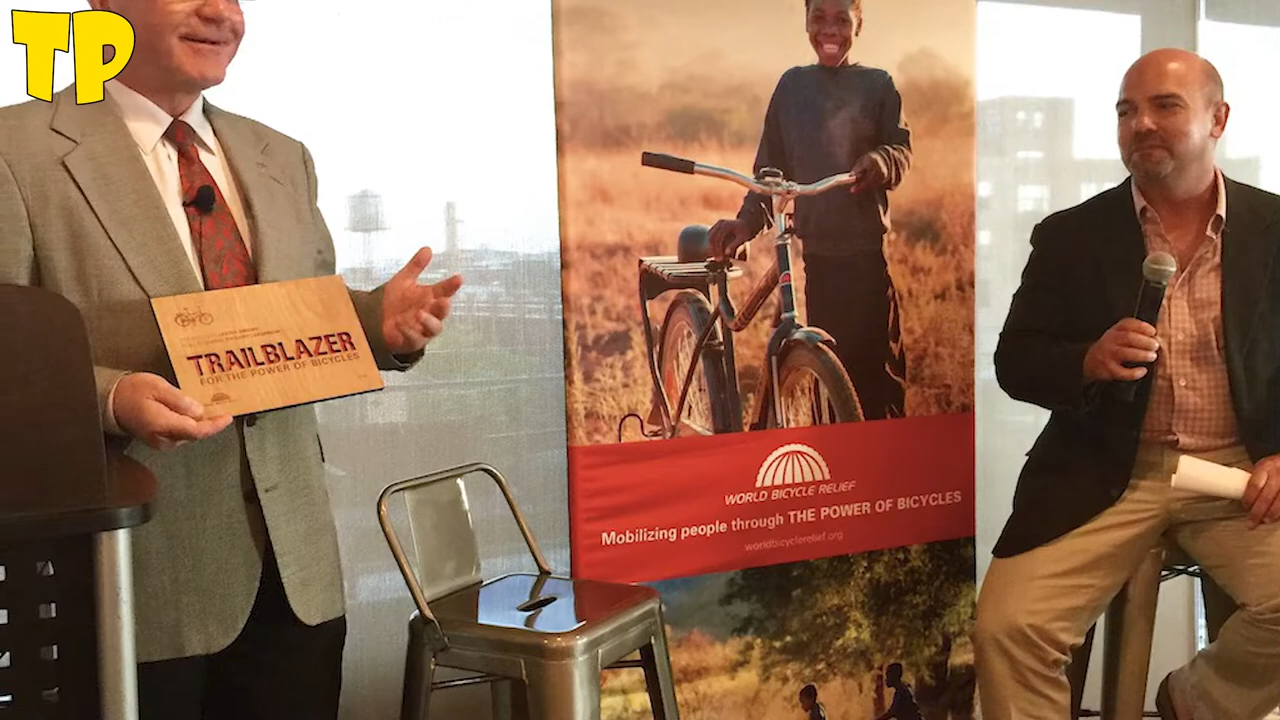 TP
TRAILBLAZER
FOR THE POWER OF BICYCLES
WORLD BICYCLE RELIEF
Mobilizing people through THE POWER OF BICYCLES
worldbicyclerelief.org